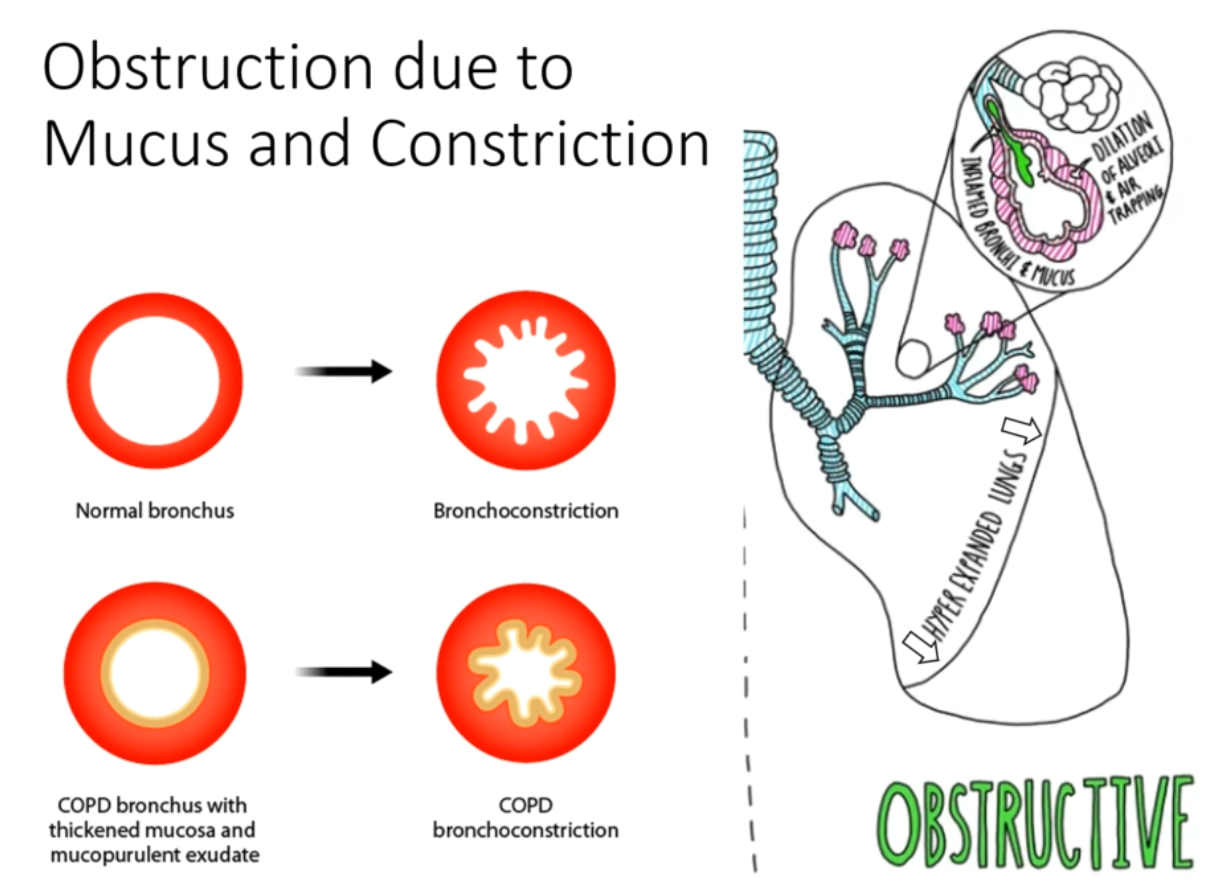 Obstruction due to
Mucus and Constriction
Normal bronchus
Bronchoconstriction
COPD bronchus with
thickened mucosa and
mucopurulent exudate
COPD
bronchoconstriction
INFLAMED BRONCHI & MUCUS
DILATION
OF ALVEOLI
& AIR
TRAPPING
HYPER EXPANDED LUNGS
OBSTRUCTIVE